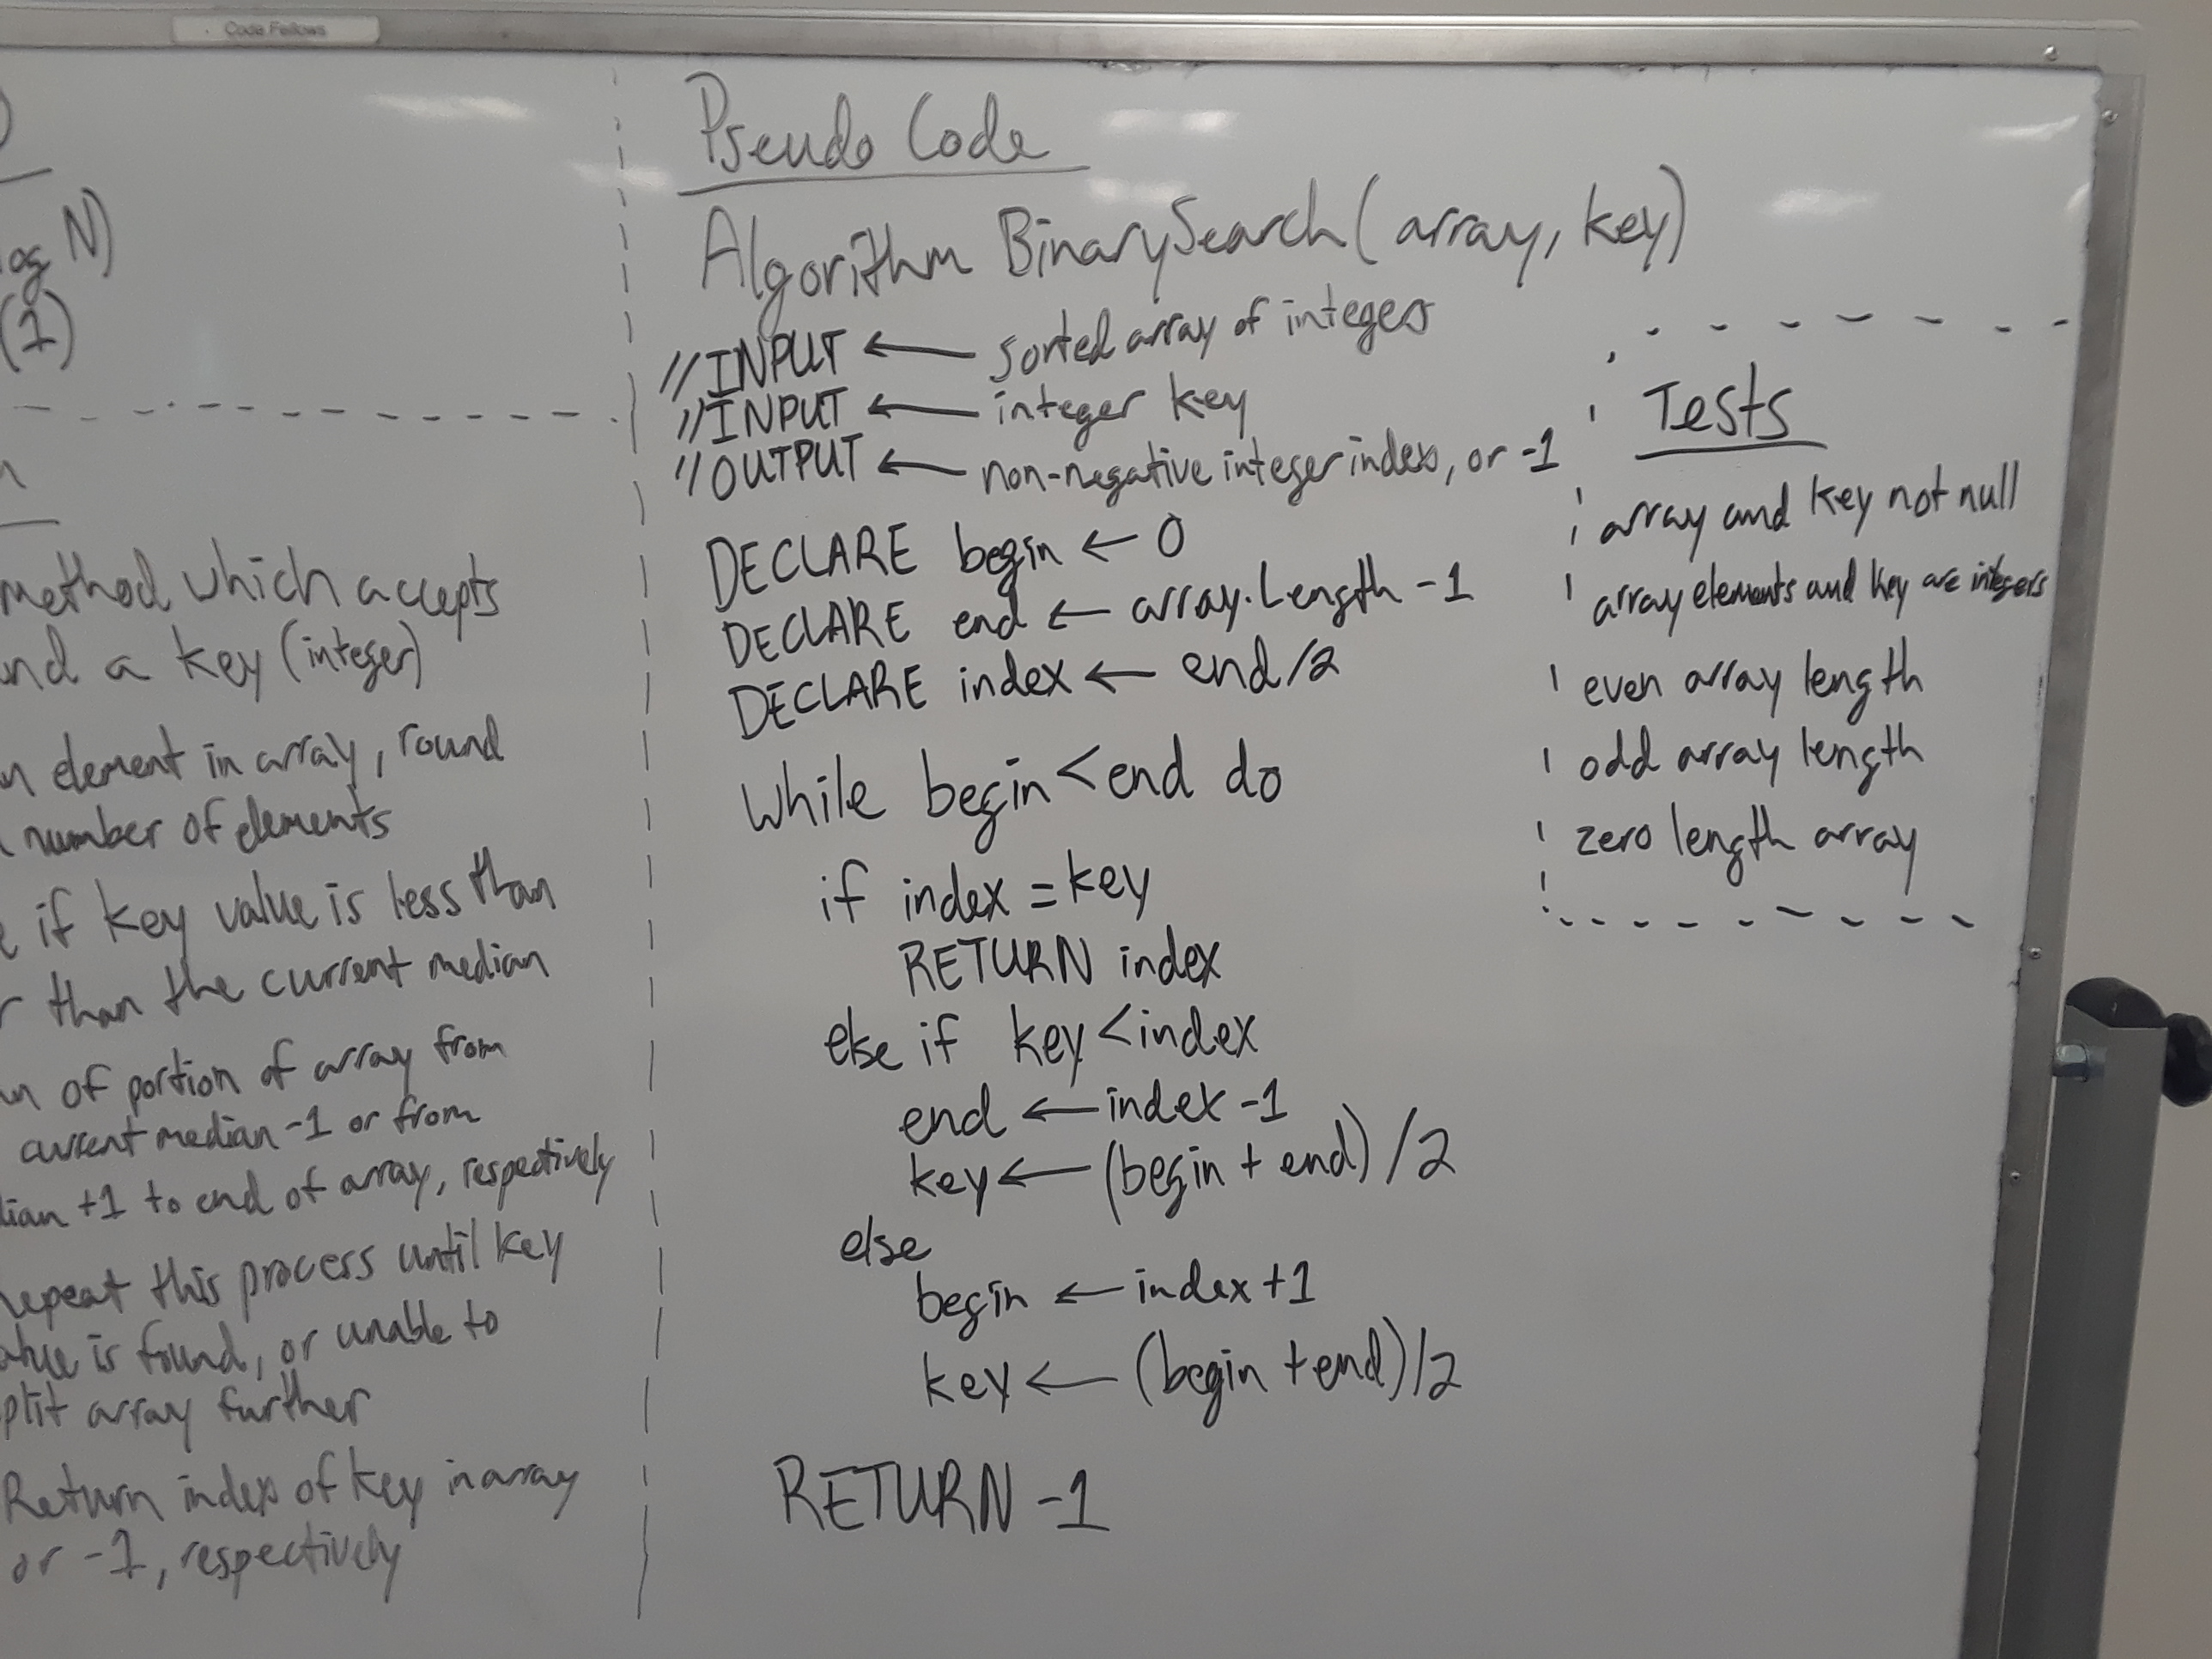 Code Fellows
og N)
(1)
method which accepts
nd a key (integer)
n element in array, round
number of elements
if key value is less than
r than the current median
n of portion of array from
current median -1 or from
dian +1 to end of array, respectively
repeat this process until key
alue is found, or unable to
split array further
Return index of key in array
or -1, respectively
Pseudo Code
Algorithm BinarySearch(array, key)
//INPUT ← sorted array of integers
//INPUT ← integer key
//OUTPUT ← non-negative integer index, or -1
DECLARE begin ← 0
DECLARE end ← array.Length -1
DECLARE index ← end/2
While begin < end do
if index = key
RETURN index
else if key < index
end ← index -1
key ← (begin + end) /2
else
begin ← index +1
key ← (begin + end)/2
RETURN -1
Tests
array and key not null
array elements and key are integers
even array length
odd array length
zero length array